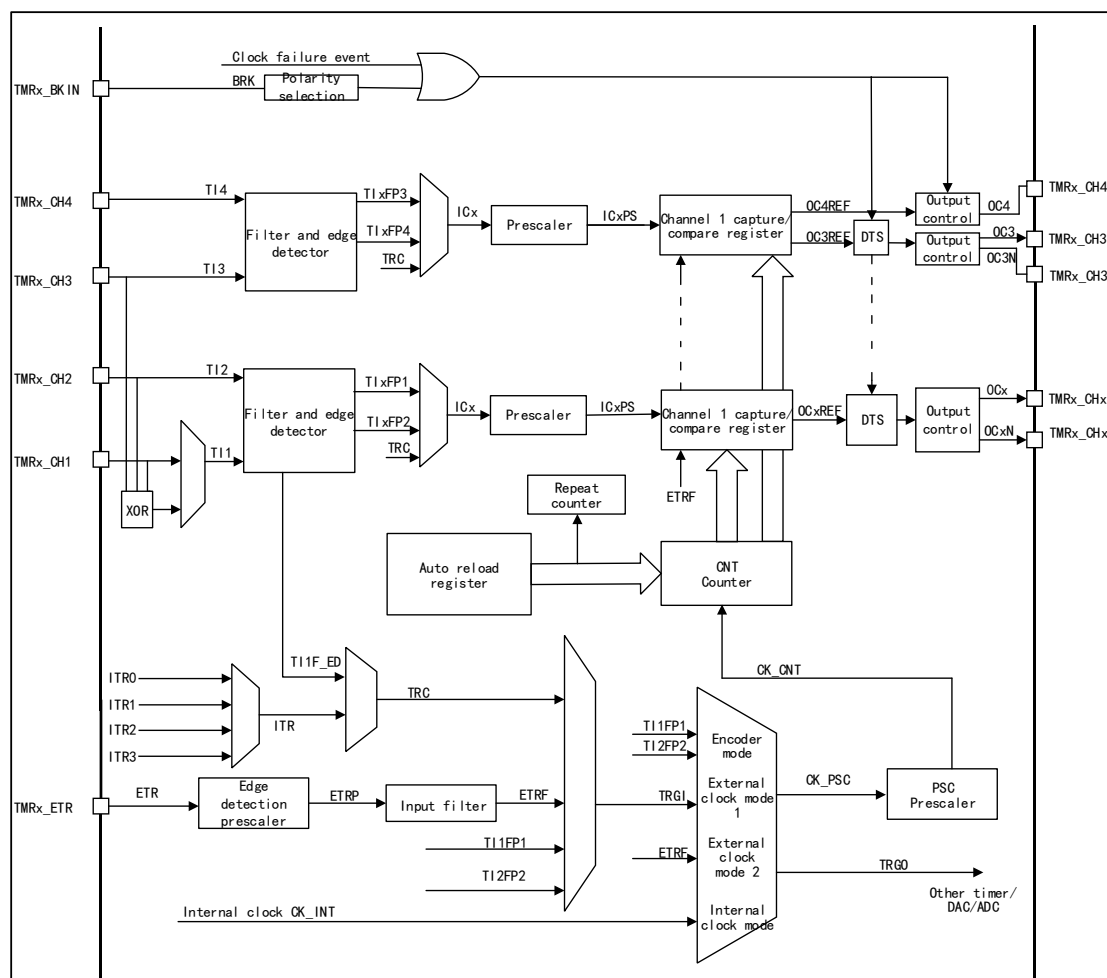 Clock failure event
BRK
Polarity
selection
TMRx_BKIN
TMRx_CH4
TI4
TIxFP3
ICx
Prescaler
ICxPS
Channel 1 capture/
compare register
OC4REF
Output
control
OC4
TMRx_CH4
Filter and edge
detector
TIxFP4
TRC
OC3REF
DTS
Output
control
OC3
OC3N
TMRx_CH3
TMRx_CH3
TMRx_CH3
TI3
TMRx_CH2
TI2
TIxFP1
ICx
Prescaler
ICxPS
Channel 1 capture/
compare register
OCxREF
DTS
Output
control
OCx
OCxN
TMRx_CHx
TMRx_CHx
Filter and edge
detector
TIxFP2
TRC
TMRx_CH1
TI1
XOR
ETRF
Repeat
counter
Auto reload
register
CNT
Counter
TI1F_ED
CK_CNT
ITR0
ITR1
ITR2
ITR3
ITR
TRC
TI1FP1
TI2FP2
Encoder
mode
External
clock mode
1
External
clock
mode 2
Internal
clock mode
CK_PSC
PSC
Prescaler
TMRx_ETR
ETR
Edge
detection
prescaler
ETRP
Input filter
ETRF
TRGI
TI1FP1
TI2FP2
ETRF
TRGO
Other timer/
DAC/ADC
Internal clock CK_INT